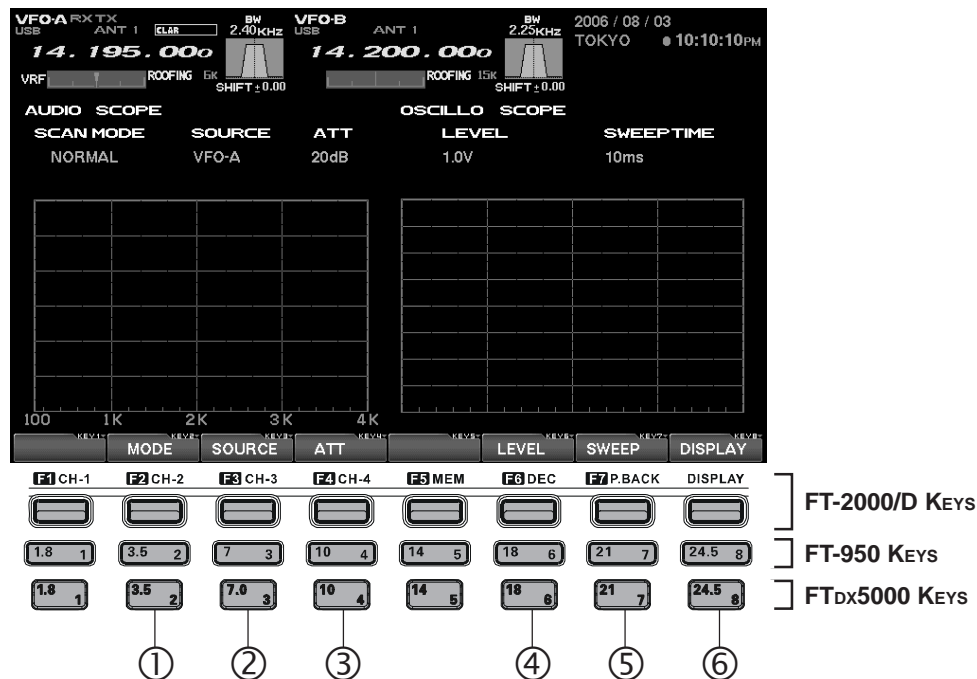 VFO-A RX TX BW VFO-B BW 2006 / 08 / 03
USB ANT 1 CLAR 2.40KHZ USB ANT 1 2.25KHZ TOKYO 10:10:10PM
14. 195. 000 14. 200. 000
VRF ROOFING 6K ROOFING 15K
SHIFT ± 0.00 SHIFT ± 0.00
AUDIO SCOPE OSCILLO SCOPE
SCAN MODE SOURCE ATT LEVEL SWEEP TIME
NORMAL VFO-A 20dB 1.0V 10ms
100 1K 2K 3K 4K
KEY1 KEY2 KEY3 KEY4 KEY5 KEY6 KEY7 KEY8
MODE SOURCE ATT LEVEL SWEEP DISPLAY
F1 CH-1 F2 CH-2 F3 CH-3 F4 CH-4 F5 MEM F6 DEC F7 P.BACK DISPLAY
FT-2000/D KEYS
1.8 1 3.5 2 7 3 10 4 14 5 18 6 21 7 24.5 8 FT-950 KEYS
1.8 1 3.5 2 7.0 3 10 4 14 5 18 6 21 7 24.5 8 FTDX5000 KEYS
① ② ③ ④ ⑤ ⑥